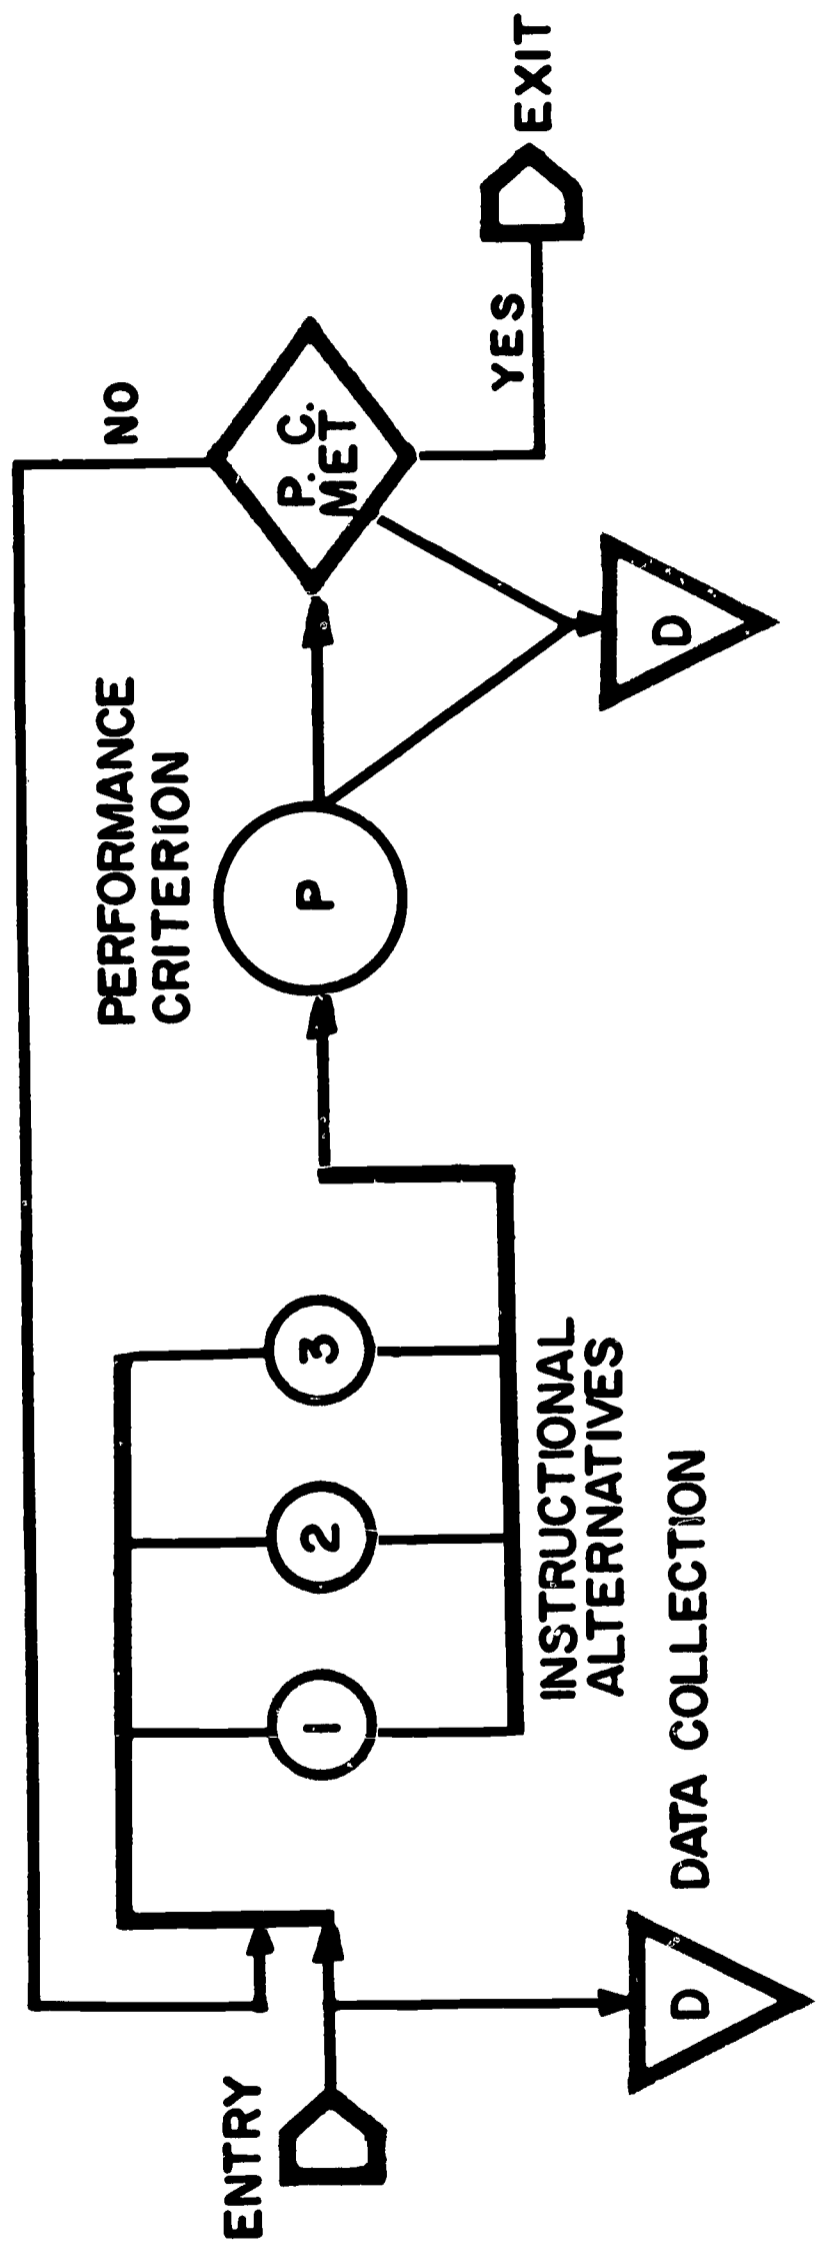 ENTRY
D
DATA COLLECTION
1
2
3
INSTRUCTIONAL
ALTERNATIVES
PERFORMANCE
CRITERION
P
D
P. C.
MET
NO
YES
EXIT